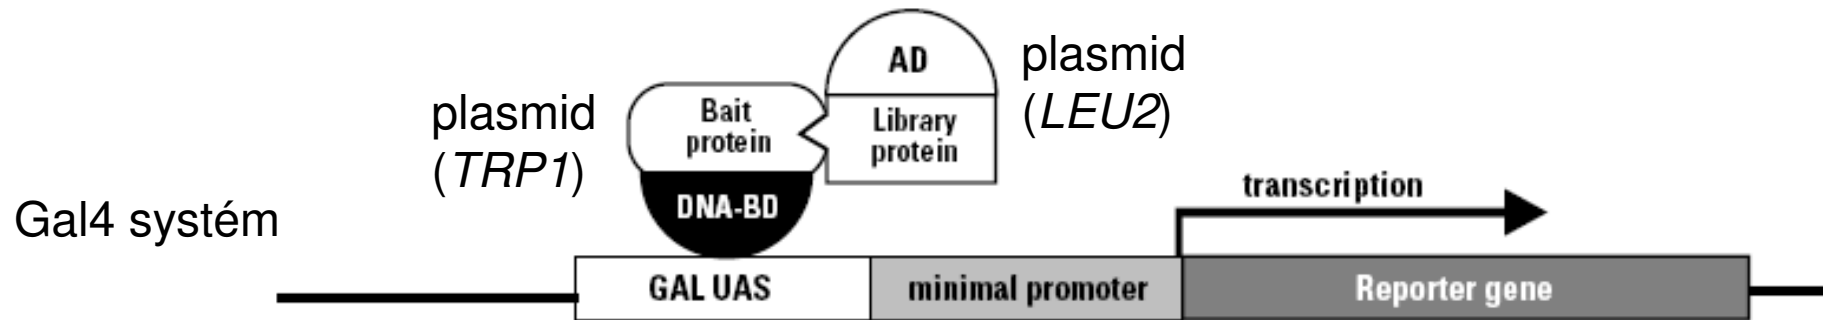 Gal4 systém
plasmid
(TRP1)
Bait
protein
DNA-BD
AD
Library
protein
plasmid
(LEU2)
transcription
GAL UAS
minimal promoter
Reporter gene